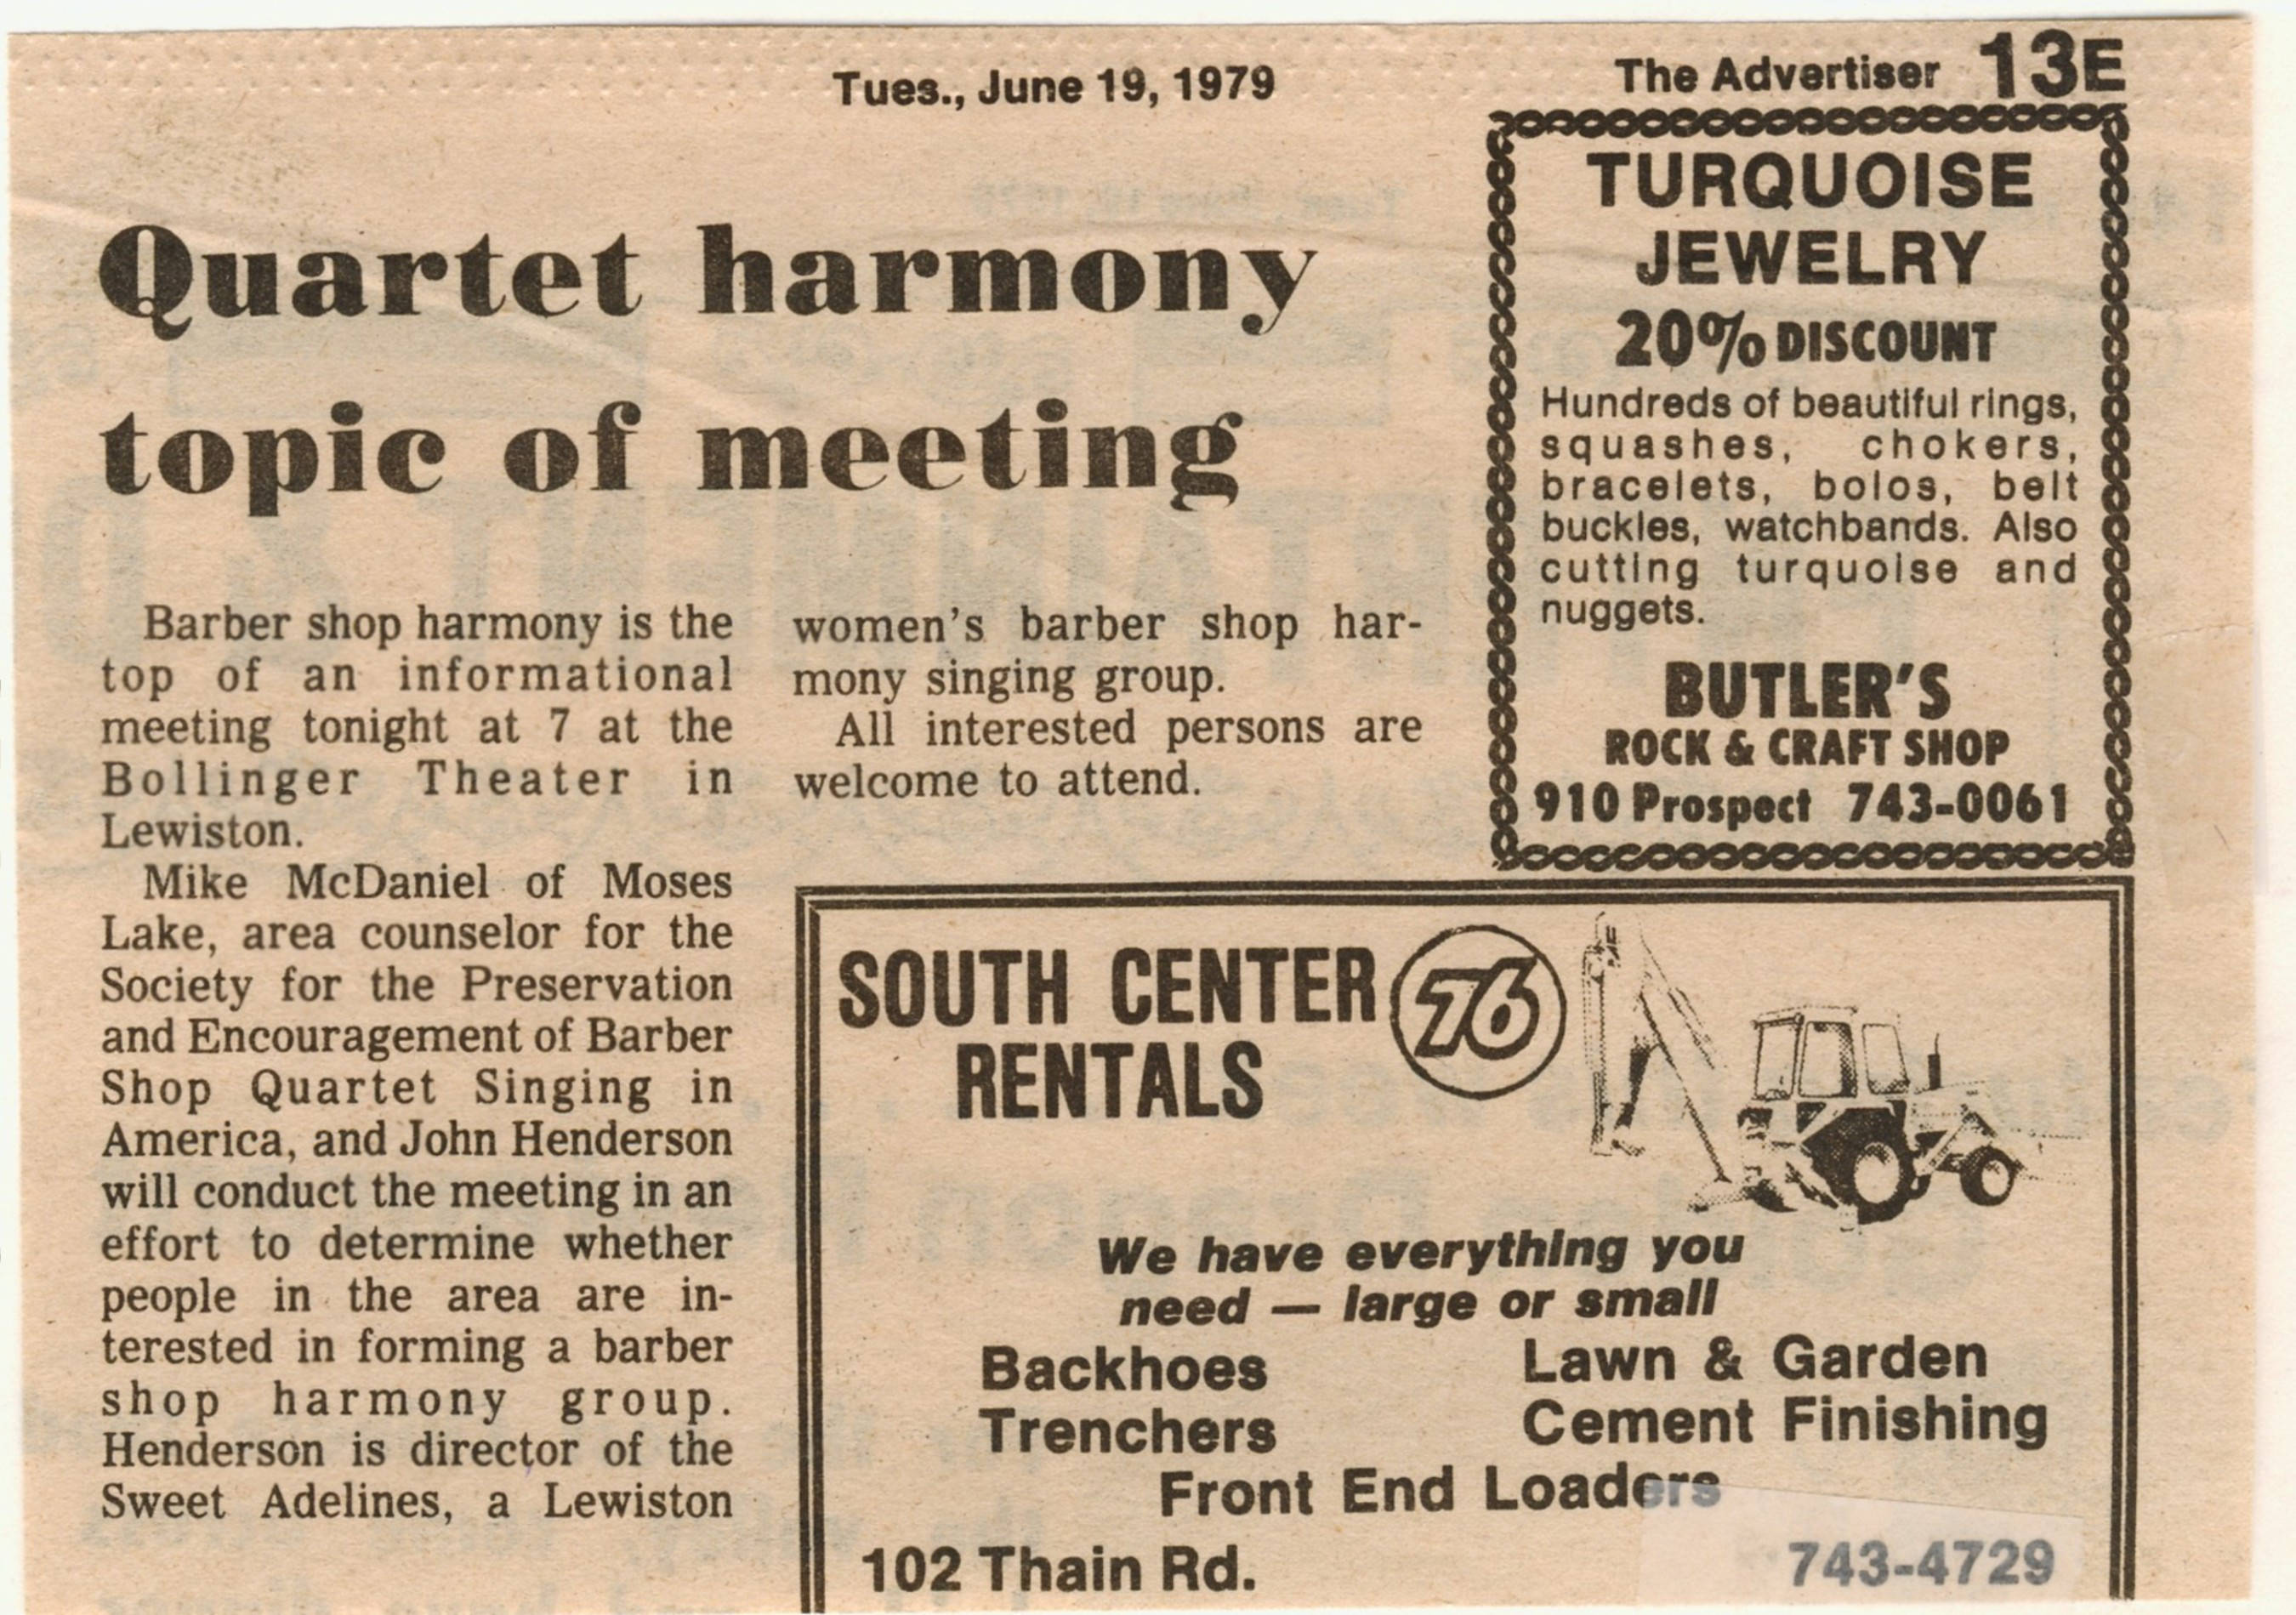 Tues., June 19, 1979
The Advertiser 13E
Quartet harmony
topic of meeting
Barber shop harmony is the
top of an informational
meeting tonight at 7 at the
Bollinger Theater in
Lewiston.
Mike McDaniel of Moses
Lake, area counselor for the
Society for the Preservation
and Encouragement of Barber
Shop Quartet Singing in
America, and John Henderson
will conduct the meeting in an
effort to determine whether
people in the area are in-
terested in forming a barber
shop harmony group.
Henderson is director of the
Sweet Adelines, a Lewiston
women's barber shop har-
mony singing group.
All interested persons are
welcome to attend.
TURQUOISE
JEWELRY
20% DISCOUNT
Hundreds of beautiful rings,
squashes, chokers,
bracelets, bolos, belt
buckles, watchbands. Also
cutting turquoise and
nuggets.
BUTLER'S
ROCK & CRAFT SHOP
910 Prospect 743-0061
SOUTH CENTER 76
RENTALS
We have everything you
need — large or small
Backhoes Lawn & Garden
Trenchers Cement Finishing
Front End Loaders
102 Thain Rd. 743-4729